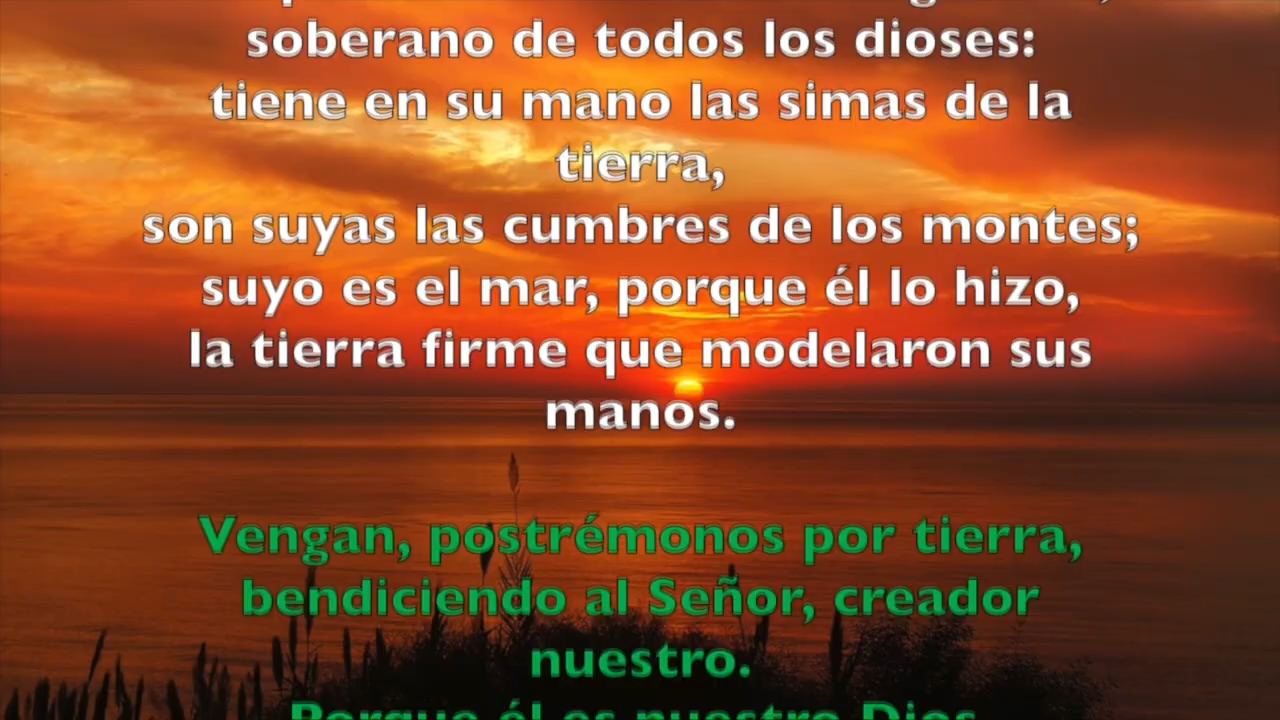 soberano de todos los dioses:
tiene en su mano las simas de la
tierra,
son suyas las cumbres de los montes;
suyo es el mar, porque él lo hizo,
la tierra firme que modelaron sus
manos.
Vengan, postrémonos por tierra,
bendiciendo al Señor, creador
nuestro.
Porque él es nuestro Dios